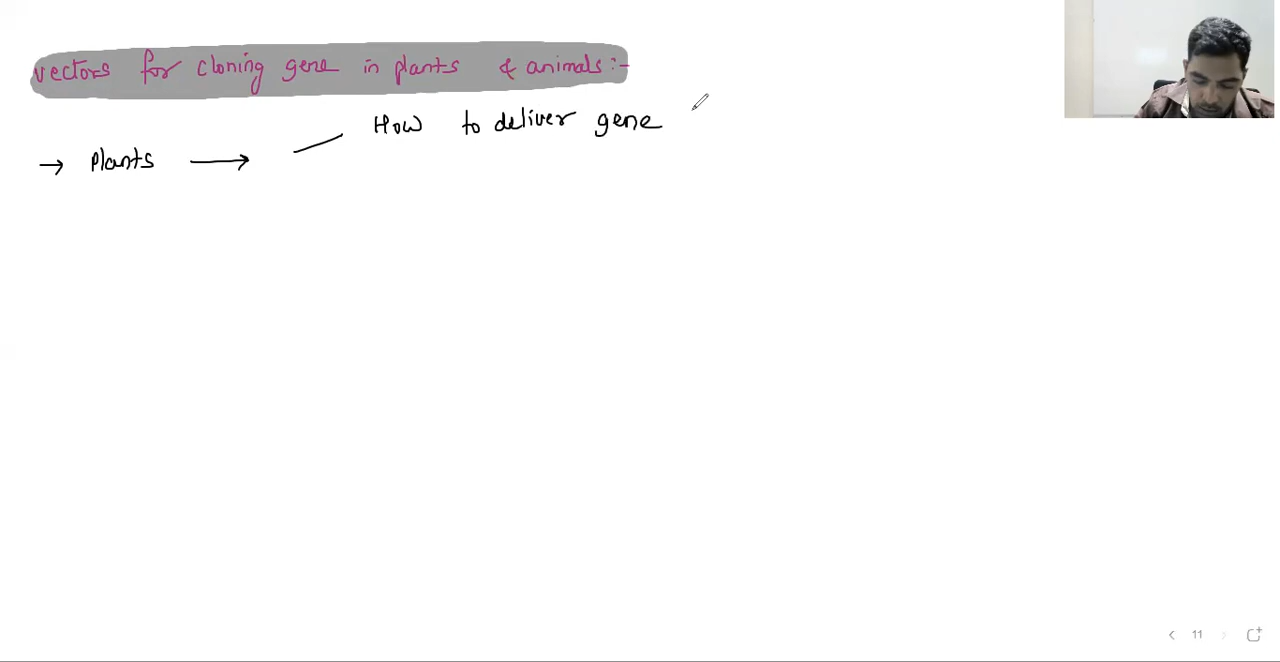 vectors for cloning gene in plants & animals:-
How to deliver gene
→ Plants →
11